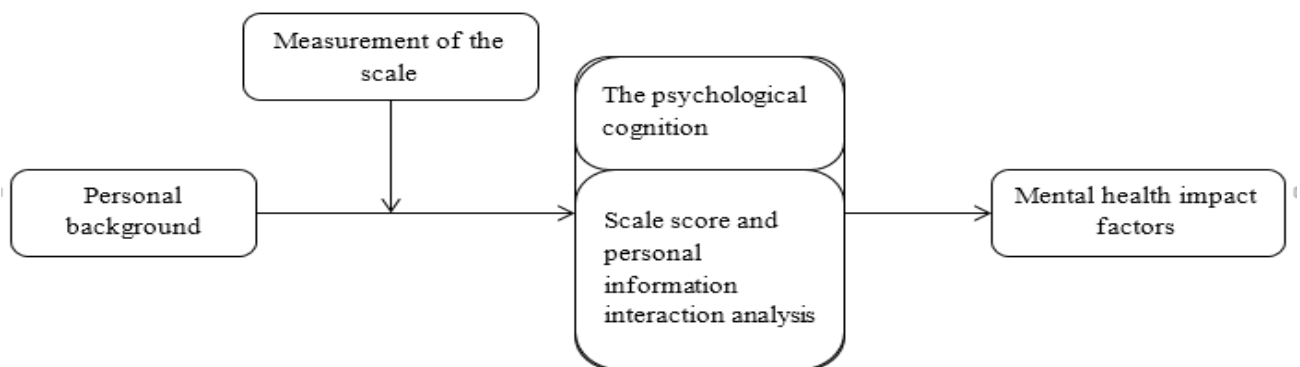 Measurement of the
scale
The psychological
cognition
Personal
background
Scale score and
personal
information
interaction analysis
Mental health impact
factors